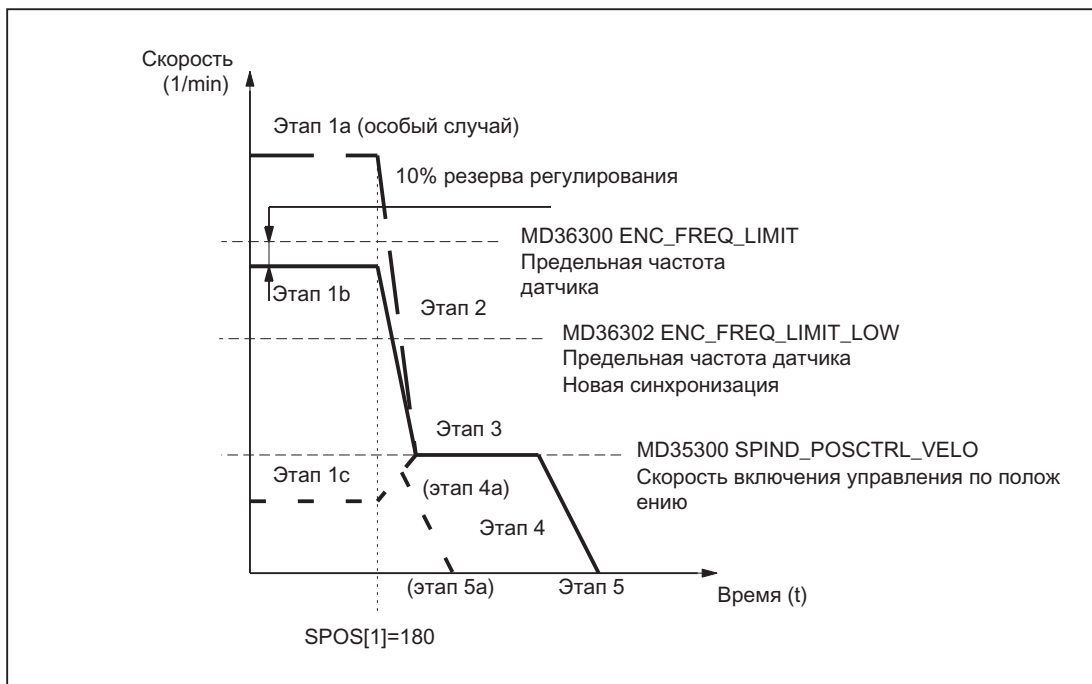 Скорость
(1/min)
Этап 1a (особый случай)
10% резерва регулирования
MD36300 ENC_FREQ_LIMIT
Предельная частота
датчика
Этап 1b
Этап 2
MD36302 ENC_FREQ_LIMIT_LOW
Предельная частота датчика
Новая синхронизация
Этап 3
MD35300 SPIND_POSCTRL_VELO
Скорость включения управления по полож
ению
Этап 1c
(этап 4a)
Этап 4
(этап 5a)
Этап 5
Время (t)
SPOS[1]=180